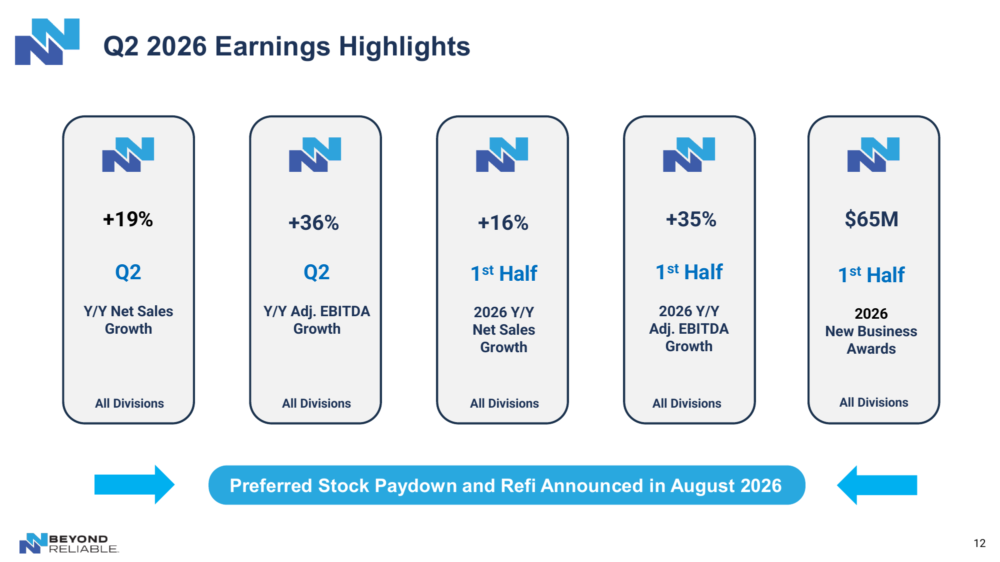 Q2 2026 Earnings Highlights
+19%
Q2
Y/Y Net Sales
Growth
All Divisions
+36%
Q2
Y/Y Adj. EBITDA
Growth
All Divisions
+16%
1st Half
2026 Y/Y
Net Sales
Growth
All Divisions
+35%
1st Half
2026 Y/Y
Adj. EBITDA
Growth
All Divisions
$65M
1st Half
2026
New Business
Awards
All Divisions
Preferred Stock Paydown and Refi Announced in August 2026
BEYOND
RELIABLE
12